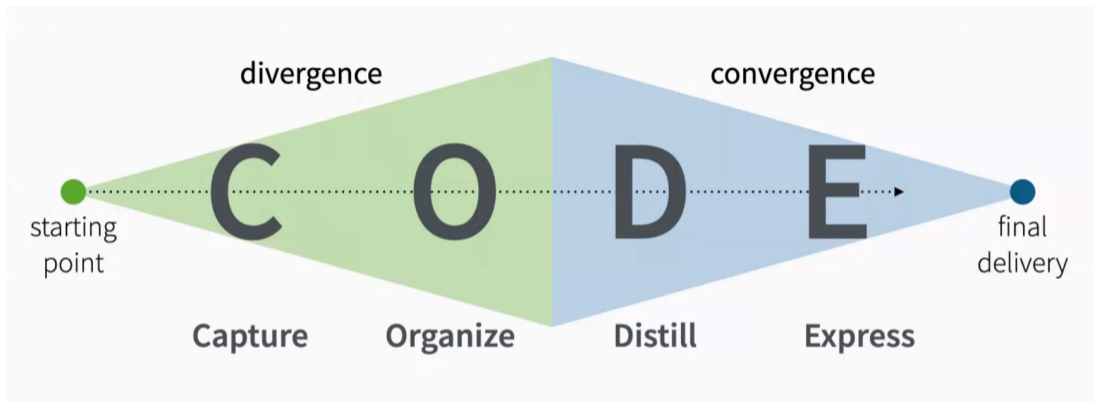 divergence
convergence
C O D E
starting
point
final
delivery
Capture Organize Distill Express